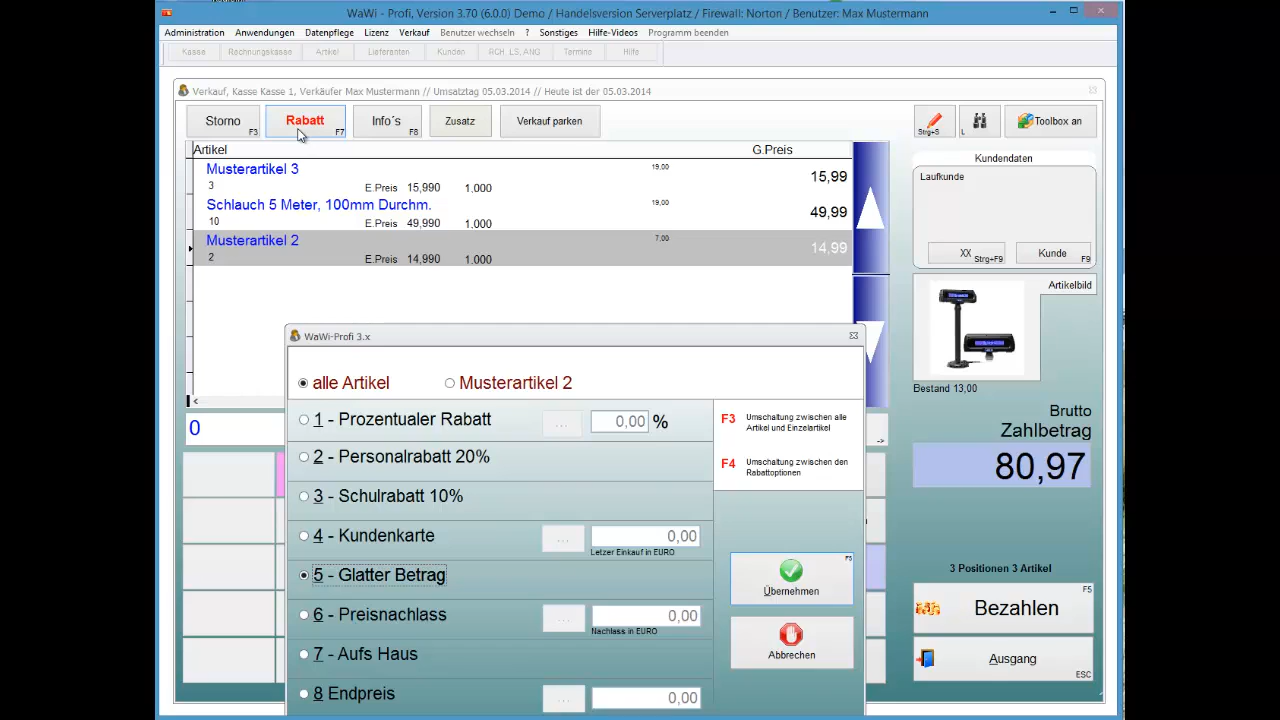 WaWi - Profi, Version 3.70 (6.0.0) Demo / Handelsversion Serverplatz / Firewall: Norton / Benutzer: Max Mustermann
Administration Anwendungen Datenpflege Lizenz Verkauf Benutzer wechseln ? Sonstiges Hilfe-Videos Programm beenden
Kasse Rechnungskasse Artikel Lieferanten Kunden RCH, LS, ANG Termine Hilfe
Verkauf, Kasse Kasse 1, Verkäufer Max Mustermann // Umsatztag 05.03.2014 // Heute ist der 05.03.2014
Storno F3 Rabatt F7 Info´s F8 Zusatz Verkauf parken Strg+S L Toolbox an
Artikel G.Preis
Musterartikel 3 19,00 15,99
3 E.Preis 15,990 1,000
Schlauch 5 Meter, 100mm Durchm. 19,00 49,99
10 E.Preis 49,990 1,000
Musterartikel 2 7,00 14,99
2 E.Preis 14,990 1,000
Kundendaten
Laufkunde
XX Strg+F9 Kunde F9
Artikelbild
Bestand 13,00
Brutto
Zahlbetrag
80,97
3 Positionen 3 Artikel
Bezahlen F5
Ausgang ESC
<
0
->
WaWi-Profi 3.x
alle Artikel Musterartikel 2
1 - Prozentualer Rabatt ... 0,00 %
2 - Personalrabatt 20%
3 - Schulrabatt 10%
4 - Kundenkarte ... 0,00
Letzer Einkauf in EURO
5 - Glatter Betrag
6 - Preisnachlass ... 0,00
Nachlass in EURO
7 - Aufs Haus
8 Endpreis ... 0,00
F3 Umschaltung zwischen alle
Artikel und Einzelartikel
F4 Umschaltung zwischen den
Rabattoptionen
F5
Übernehmen
Abbrechen